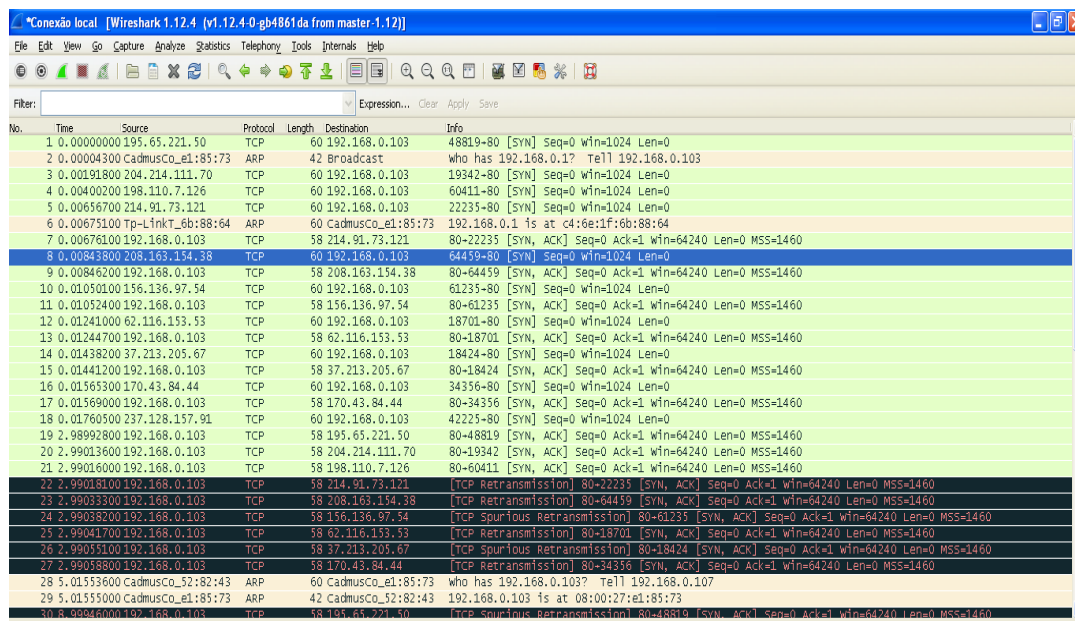 *Conexão local [Wireshark 1.12.4 (v1.12.4-0-gb4861da from master-1.12)]
File Edit View Go Capture Analyze Statistics Telephony Tools Internals Help
Filter: Expression... Clear Apply Save
No. Time Source Protocol Length Destination Info
1 0.00000000 195.65.221.50 TCP 60 192.168.0.103 48819→80 [SYN] Seq=0 Win=1024 Len=0
2 0.00004300 CadmusCo_e1:85:73 ARP 42 Broadcast Who has 192.168.0.1? Tell 192.168.0.103
3 0.00191800 204.214.111.70 TCP 60 192.168.0.103 19342→80 [SYN] Seq=0 Win=1024 Len=0
4 0.00400200 198.110.7.126 TCP 60 192.168.0.103 60411→80 [SYN] Seq=0 Win=1024 Len=0
5 0.00656700 214.91.73.121 TCP 60 192.168.0.103 22235→80 [SYN] Seq=0 Win=1024 Len=0
6 0.00675100 Tp-LinkT_6b:88:64 ARP 60 CadmusCo_e1:85:73 192.168.0.1 is at c4:6e:1f:6b:88:64
7 0.00676100 192.168.0.103 TCP 58 214.91.73.121 80→22235 [SYN, ACK] Seq=0 Ack=1 Win=64240 Len=0 MSS=1460
8 0.00843800 208.163.154.38 TCP 60 192.168.0.103 64459→80 [SYN] Seq=0 Win=1024 Len=0
9 0.00846200 192.168.0.103 TCP 58 208.163.154.38 80→64459 [SYN, ACK] Seq=0 Ack=1 Win=64240 Len=0 MSS=1460
10 0.01050100 156.136.97.54 TCP 60 192.168.0.103 61235→80 [SYN] Seq=0 Win=1024 Len=0
11 0.01052400 192.168.0.103 TCP 58 156.136.97.54 80→61235 [SYN, ACK] Seq=0 Ack=1 Win=64240 Len=0 MSS=1460
12 0.01241000 62.116.153.53 TCP 60 192.168.0.103 18701→80 [SYN] Seq=0 Win=1024 Len=0
13 0.01244700 192.168.0.103 TCP 58 62.116.153.53 80→18701 [SYN, ACK] Seq=0 Ack=1 Win=64240 Len=0 MSS=1460
14 0.01438200 37.213.205.67 TCP 60 192.168.0.103 18424→80 [SYN] Seq=0 Win=1024 Len=0
15 0.01441200 192.168.0.103 TCP 58 37.213.205.67 80→18424 [SYN, ACK] Seq=0 Ack=1 Win=64240 Len=0 MSS=1460
16 0.01565300 170.43.84.44 TCP 60 192.168.0.103 34356→80 [SYN] Seq=0 Win=1024 Len=0
17 0.01569000 192.168.0.103 TCP 58 170.43.84.44 80→34356 [SYN, ACK] Seq=0 Ack=1 Win=64240 Len=0 MSS=1460
18 0.01760500 237.128.157.91 TCP 60 192.168.0.103 42225→80 [SYN] Seq=0 Win=1024 Len=0
19 2.98992800 192.168.0.103 TCP 58 195.65.221.50 80→48819 [SYN, ACK] Seq=0 Ack=1 Win=64240 Len=0 MSS=1460
20 2.99013600 192.168.0.103 TCP 58 204.214.111.70 80→19342 [SYN, ACK] Seq=0 Ack=1 Win=64240 Len=0 MSS=1460
21 2.99016000 192.168.0.103 TCP 58 198.110.7.126 80→60411 [SYN, ACK] Seq=0 Ack=1 Win=64240 Len=0 MSS=1460
22 2.99018100 192.168.0.103 TCP 58 214.91.73.121 [TCP Retransmission] 80→22235 [SYN, ACK] Seq=0 Ack=1 Win=64240 Len=0 MSS=1460
23 2.99033300 192.168.0.103 TCP 58 208.163.154.38 [TCP Retransmission] 80→64459 [SYN, ACK] Seq=0 Ack=1 Win=64240 Len=0 MSS=1460
24 2.99038200 192.168.0.103 TCP 58 156.136.97.54 [TCP Spurious Retransmission] 80→61235 [SYN, ACK] Seq=0 Ack=1 Win=64240 Len=0 MSS=1460
25 2.99041700 192.168.0.103 TCP 58 62.116.153.53 [TCP Retransmission] 80→18701 [SYN, ACK] Seq=0 Ack=1 Win=64240 Len=0 MSS=1460
26 2.99055100 192.168.0.103 TCP 58 37.213.205.67 [TCP Spurious Retransmission] 80→18424 [SYN, ACK] Seq=0 Ack=1 Win=64240 Len=0 MSS=1460
27 2.99058800 192.168.0.103 TCP 58 170.43.84.44 [TCP Retransmission] 80→34356 [SYN, ACK] Seq=0 Ack=1 Win=64240 Len=0 MSS=1460
28 5.01553600 CadmusCo_52:82:43 ARP 60 CadmusCo_e1:85:73 Who has 192.168.0.103? Tell 192.168.0.107
29 5.01555000 CadmusCo_e1:85:73 ARP 42 CadmusCo_52:82:43 192.168.0.103 is at 08:00:27:e1:85:73
30 8.99946000 192.168.0.103 TCP 58 195.65.221.50 [TCP Spurious Retransmission] 80→48819 [SYN, ACK] Seq=0 Ack=1 Win=64240 Len=0 MSS=1460